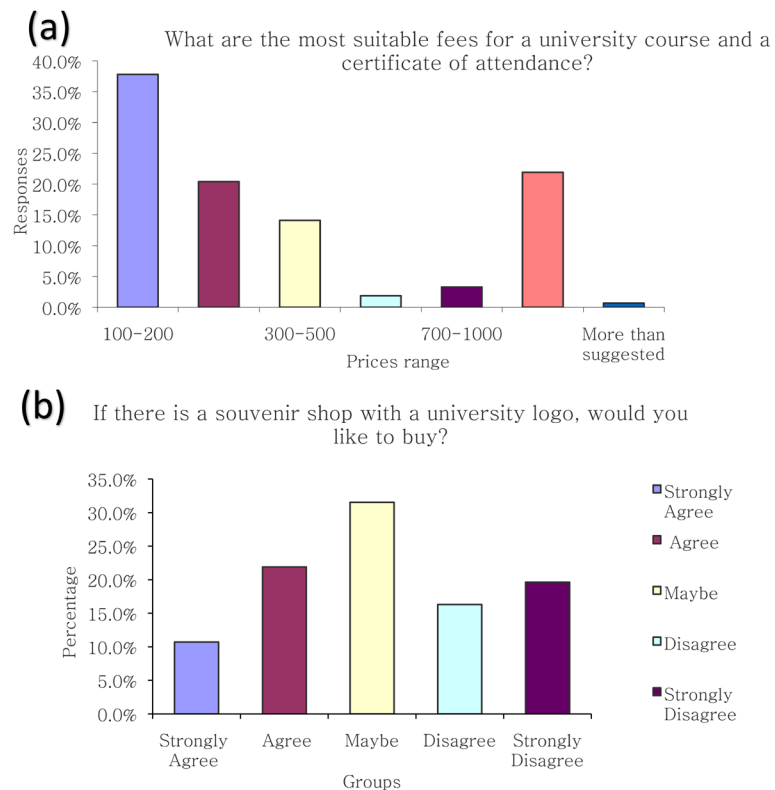 (a)
What are the most suitable fees for a university course and a
certificate of attendance?
40.0%
35.0%
30.0%
25.0%
20.0%
15.0%
10.0%
5.0%
0.0%
Responses
100-200
300-500
700-1000
More than
suggested
Prices range
(b)
If there is a souvenir shop with a university logo, would you
like to buy?
35.0%
30.0%
25.0%
20.0%
15.0%
10.0%
5.0%
0.0%
Percentage
Strongly
Agree
Agree
Maybe
Disagree
Strongly
Disagree
Groups
Strongly
Agree
Agree
Maybe
Disagree
Strongly
Disagree